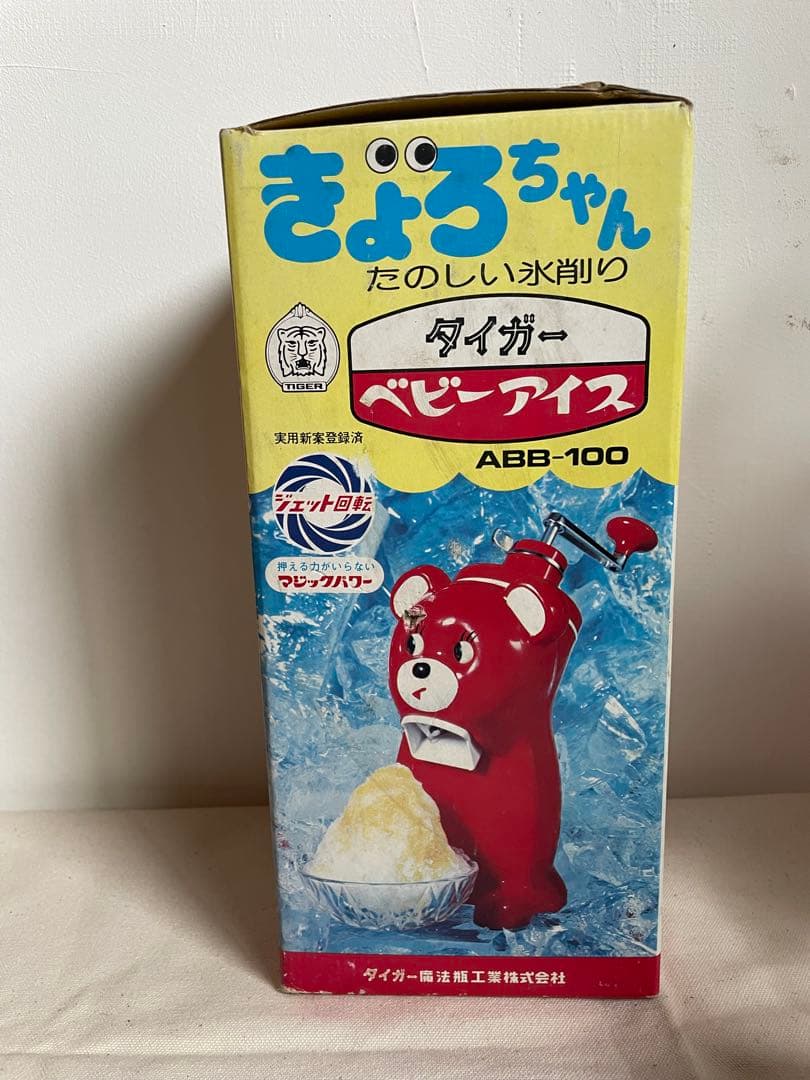 きょろちゃん
たのしい氷削り
タイガー
ベビーアイス
TIGER
ABB-100
実用新案登録済
ジェット回転
押える力がいらない
マジックパワー
タイガー魔法瓶工業株式会社